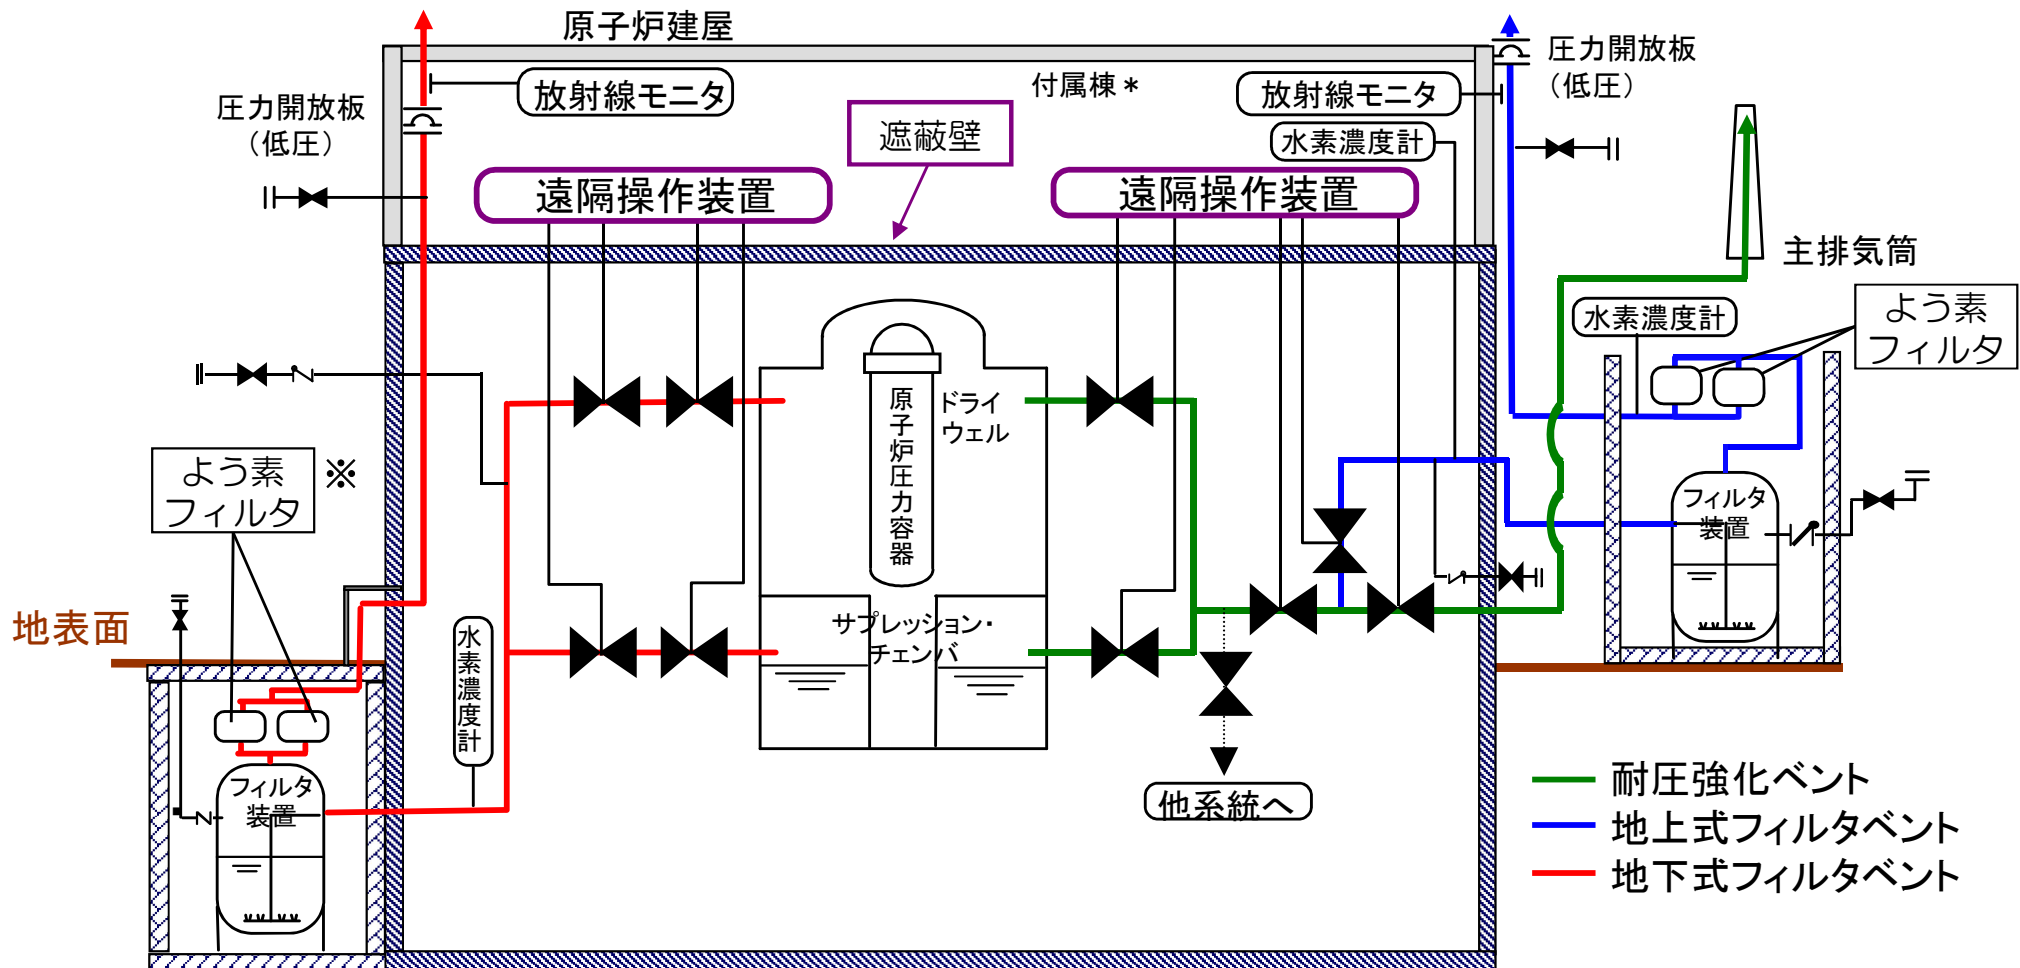 原子炉建屋
圧力開放板
（低圧）
放射線モニタ
付属棟＊
放射線モニタ
圧力開放板
（低圧）
遮蔽壁
水素濃度計
遠隔操作装置
遠隔操作装置
主排気筒
水素濃度計
よう素
フィルタ
原子炉圧力容器
ドライ
ウェル
よう素
フィルタ
※
フィルタ
装置
地表面
サプレッション・
チェンバ
水素濃度計
フィルタ
装置
他系統へ
耐圧強化ベント
地上式フィルタベント
地下式フィルタベント